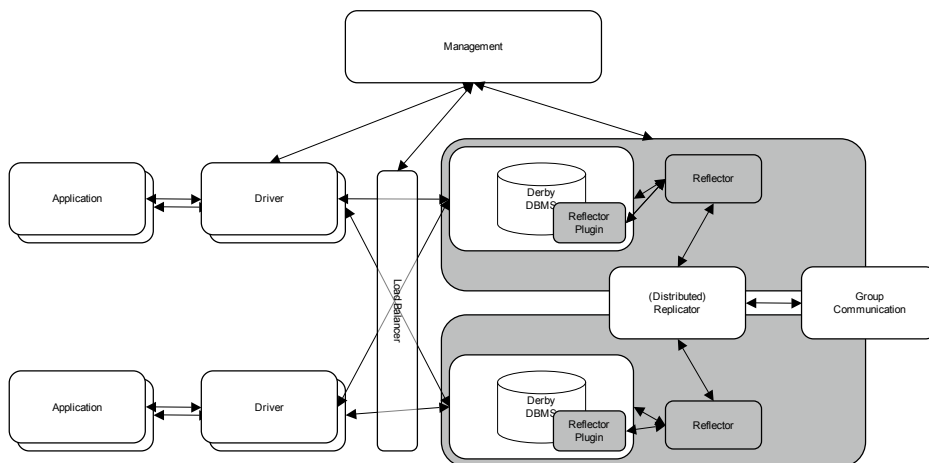 Management
Application
Driver
Derby
DBMS
Reflector
Plugin
Reflector
Load Balancer
(Distributed)
Replicator
Group
Communication
Application
Driver
Derby
DBMS
Reflector
Plugin
Reflector